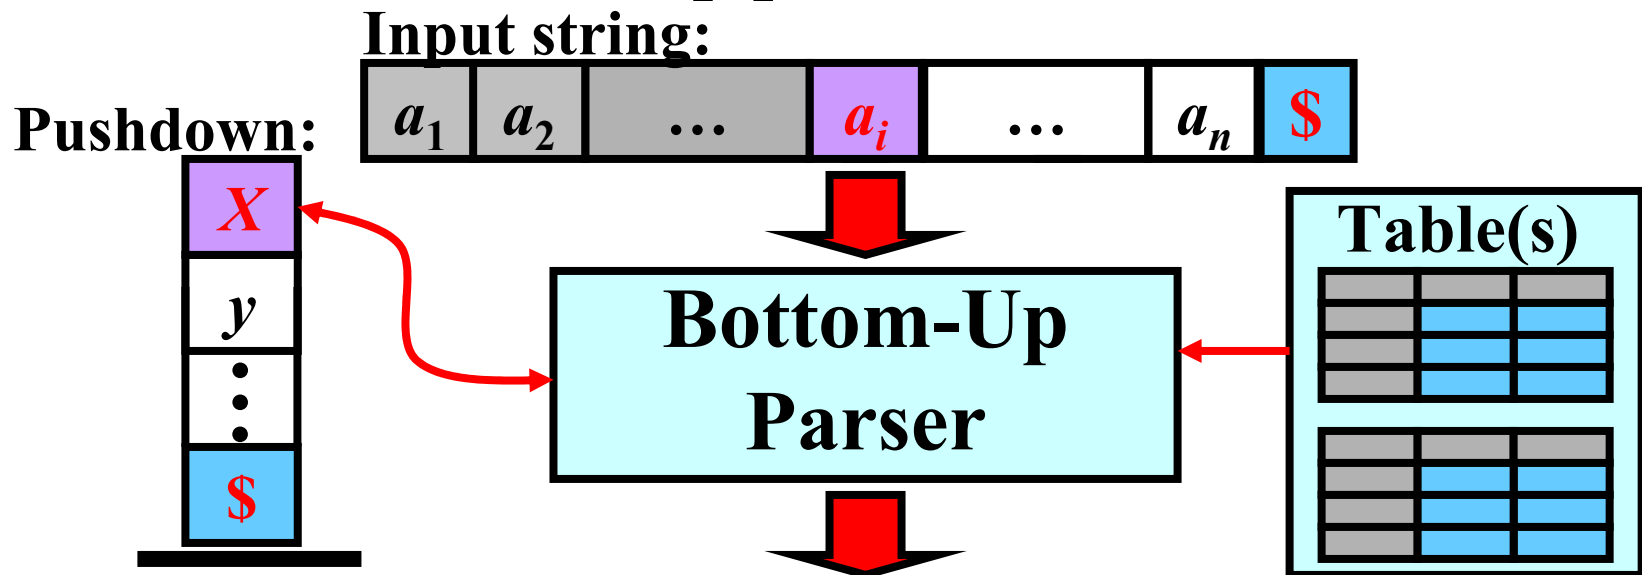 Input string:
a₁ a₂ … aᵢ … aₙ $
Pushdown:
X
y
⋮
$
Table(s)
Bottom-Up
Parser